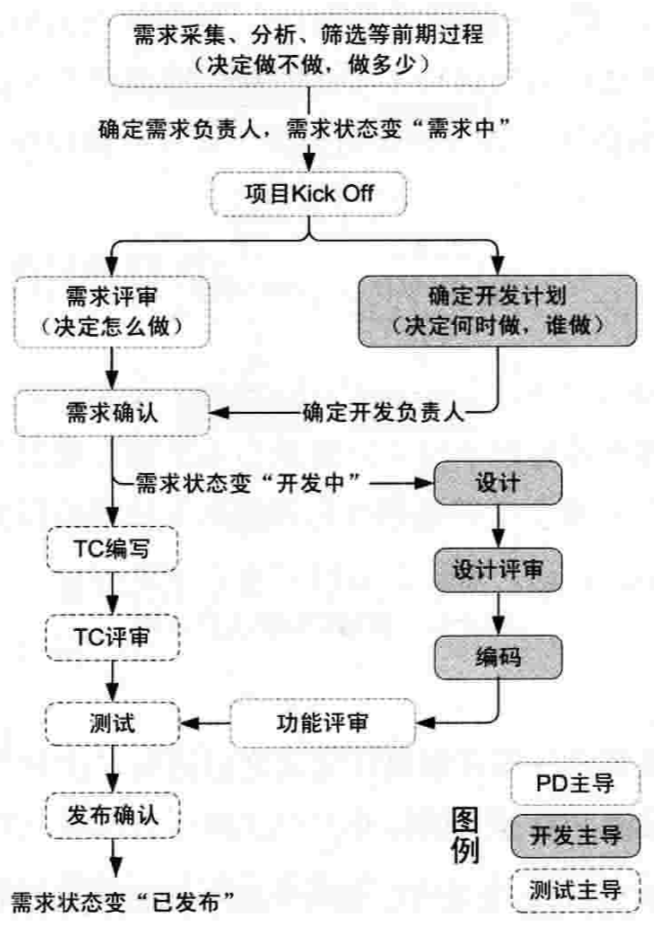 需求采集、分析、筛选等前期过程
（决定做不做，做多少）
确定需求负责人，需求状态变“需求中”
项目Kick Off
需求评审
（决定怎么做）
确定开发计划
（决定何时做，谁做）
需求确认
确定开发负责人
需求状态变“开发中”
设计
TC编写
设计评审
TC评审
编码
测试
功能评审
发布确认
需求状态变“已发布”
图例
PD主导
开发主导
测试主导